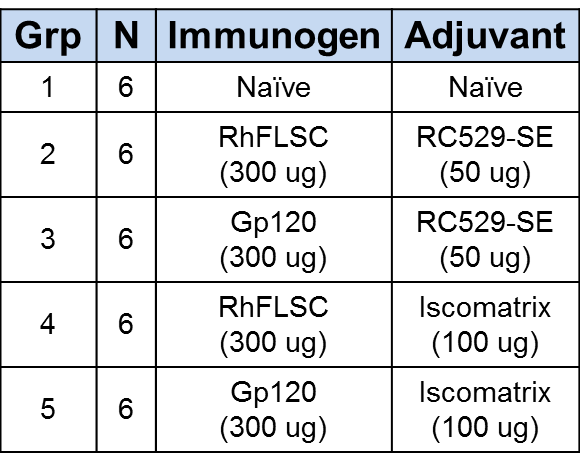 Grp N Immunogen Adjuvant
1 6 Naïve Naïve
2 6 RhFLSC RC529-SE
(300 ug) (50 ug)
3 6 Gp120 RC529-SE
(300 ug) (50 ug)
4 6 RhFLSC Iscomatrix
(300 ug) (100 ug)
5 6 Gp120 Iscomatrix
(300 ug) (100 ug)